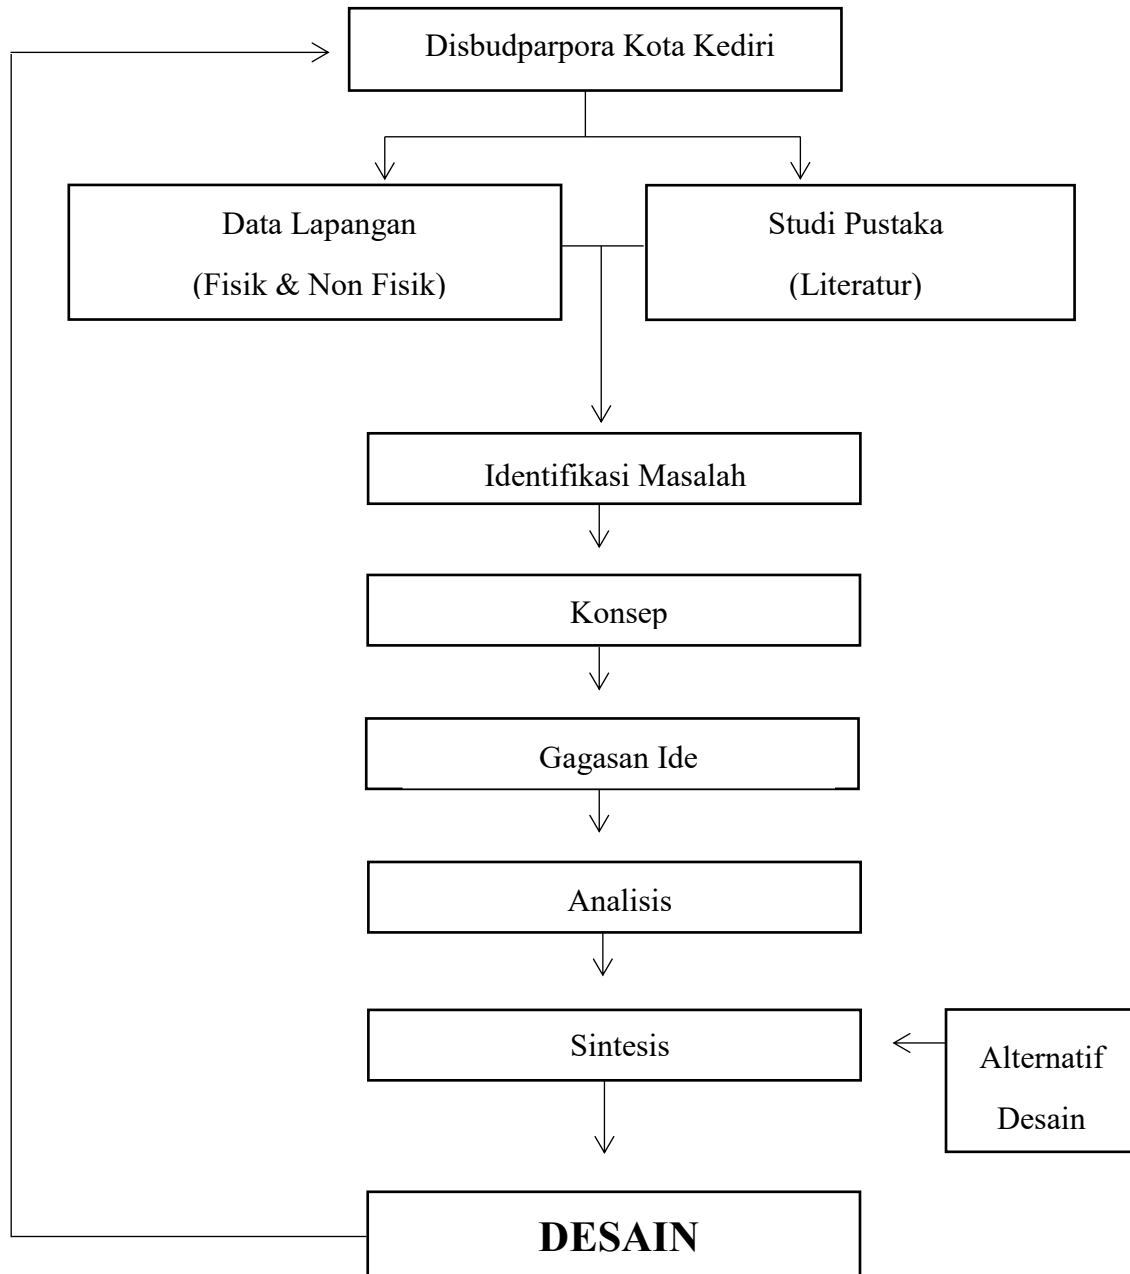 Disbudparpora Kota Kediri
Data Lapangan
(Fisik & Non Fisik)
Studi Pustaka
(Literatur)
Identifikasi Masalah
Konsep
Gagasan Ide
Analisis
Sintesis
Alternatif
Desain
DESAIN